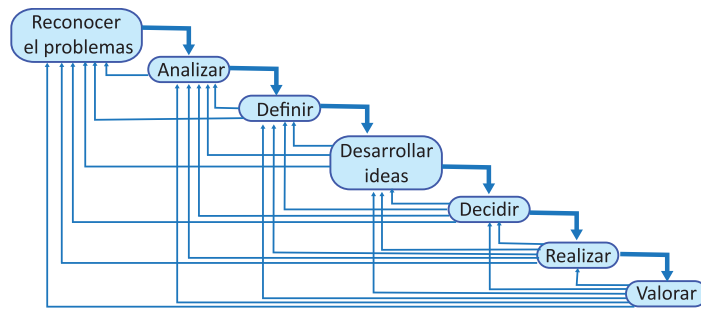 Reconocer
el problemas
Analizar
Definir
Desarrollar
ideas
Decidir
Realizar
Valorar